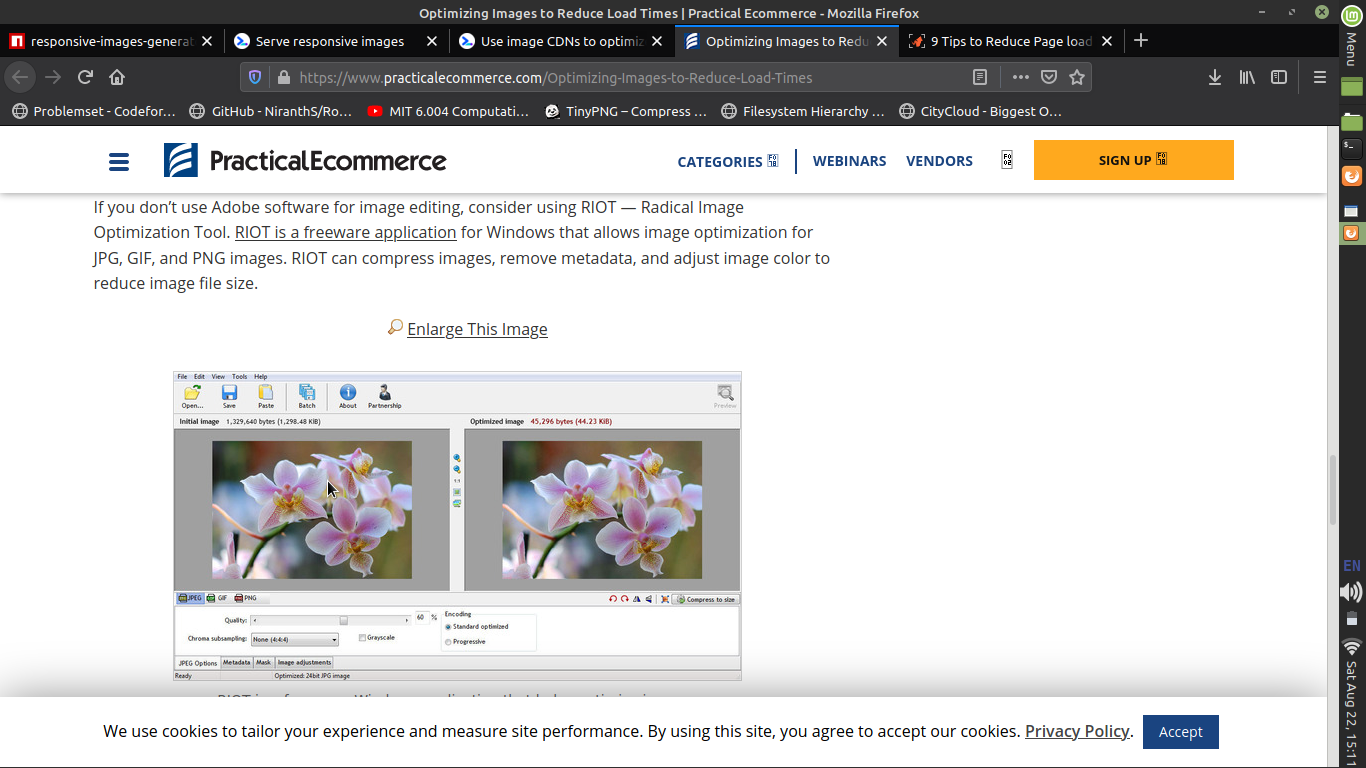 Optimizing Images to Reduce Load Times | Practical Ecommerce - Mozilla Firefox
responsive-images-generat
Serve responsive images
Use image CDNs to optimiz
Optimizing Images to Redu
9 Tips to Reduce Page load
https://www.practicalecommerce.com/Optimizing-Images-to-Reduce-Load-Times
Problemset - Codefor...
GitHub - NiranthS/Ro...
MIT 6.004 Computati...
TinyPNG – Compress ...
Filesystem Hierarchy ...
CityCloud - Biggest O...
Menu
PracticalEcommerce
CATEGORIES
WEBINARS
VENDORS
SIGN UP
If you don't use Adobe software for image editing, consider using RIOT — Radical Image
Optimization Tool. RIOT is a freeware application for Windows that allows image optimization for
JPG, GIF, and PNG images. RIOT can compress images, remove metadata, and adjust image color to
reduce image file size.
Enlarge This Image
File Edit View Tools Help
Open... Save Paste Batch About Partnership Preview
Initial image 1,329,640 bytes (1,298.48 KiB)
Optimized image 45,296 bytes (44.23 KiB)
JPEG GIF PNG
Compress to size
Quality: 60 %
Encoding
Standard optimized
Chroma subsampling: None (4:4:4)
Grayscale
Progressive
JPEG Options Metadata Mask Image adjustments
Ready Optimized: 24bit JPG image
We use cookies to tailor your experience and measure site performance. By using this site, you agree to accept our cookies. Privacy Policy.
Accept
EN
Sat Aug 22, 15:11